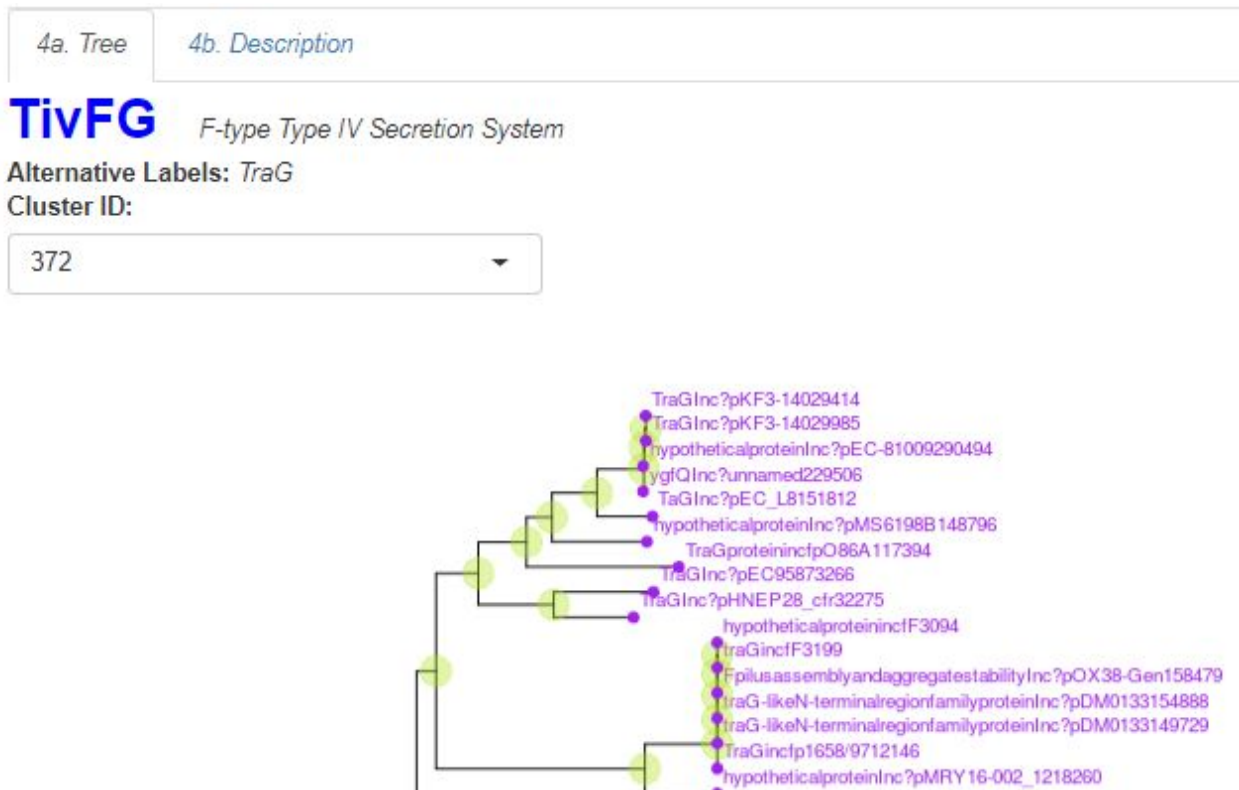 4a. Tree 4b. Description
TivFG F-type Type IV Secretion System
Alternative Labels: TraG
Cluster ID:
372
TraGInc?pKF3-14029414
TraGInc?pKF3-14029985
hypotheticalproteinInc?pEC-81009290494
ygfQInc?unnamed229506
TaGInc?pEC_L8151812
hypotheticalproteinInc?pMS6198B148796
TraGproteinincfpO86A117394
TraGInc?pEC95873266
TraGInc?pHNEP28_cfr32275
hypotheticalproteinincfF3094
traGincfF3199
FpilusassemblyandaggregatestabilityInc?pOX38-Gen158479
traG-likeN-terminalregionfamilyproteinInc?pDM0133154888
traG-likeN-terminalregionfamilyproteinInc?pDM0133149729
TraGincfp1658/9712146
hypotheticalproteinInc?pMRY16-002_1218260